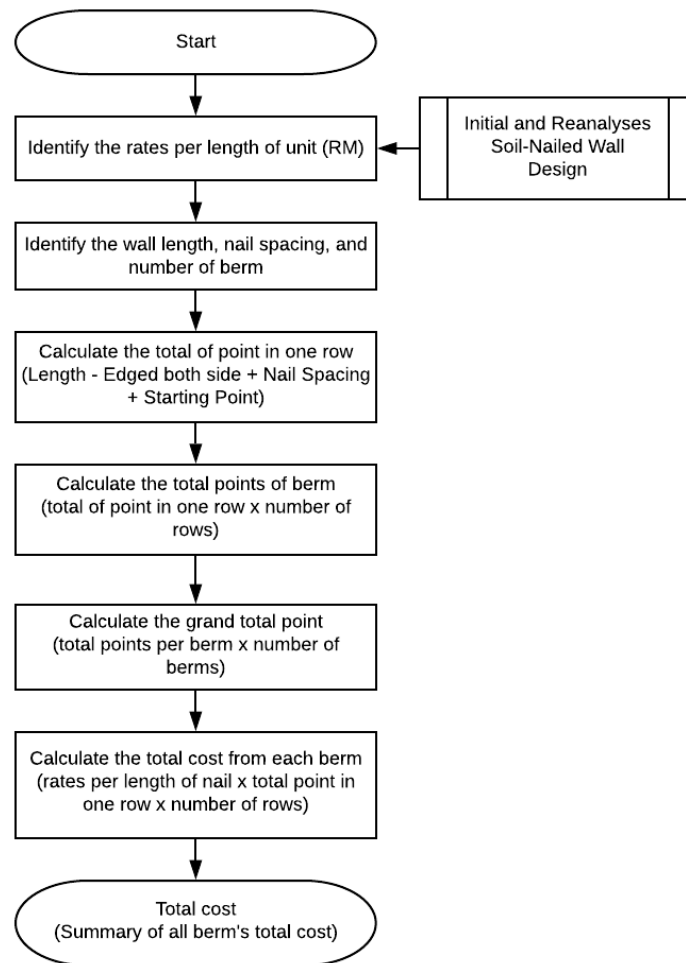 Start
Identify the rates per length of unit (RM)
Initial and Reanalyses
Soil-Nailed Wall
Design
Identify the wall length, nail spacing, and
number of berm
Calculate the total of point in one row
(Length - Edged both side + Nail Spacing
+ Starting Point)
Calculate the total points of berm
(total of point in one row x number of
rows)
Calculate the grand total point
(total points per berm x number of
berms)
Calculate the total cost from each berm
(rates per length of nail x total point in
one row x number of rows)
Total cost
(Summary of all berm's total cost)